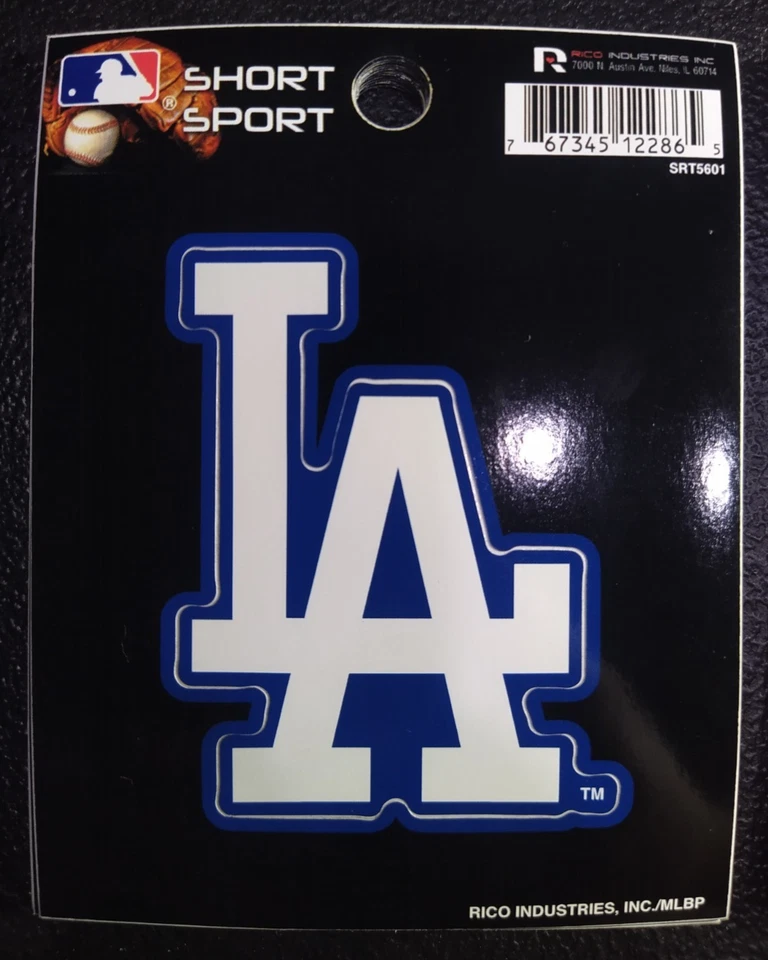 SHORT
SPORT
®
R
RICO INDUSTRIES INC
7000 N. Austin Ave. Niles, IL 60714
7 67345 12286 5
SRT5601
LA
TM
RICO INDUSTRIES, INC./MLBP